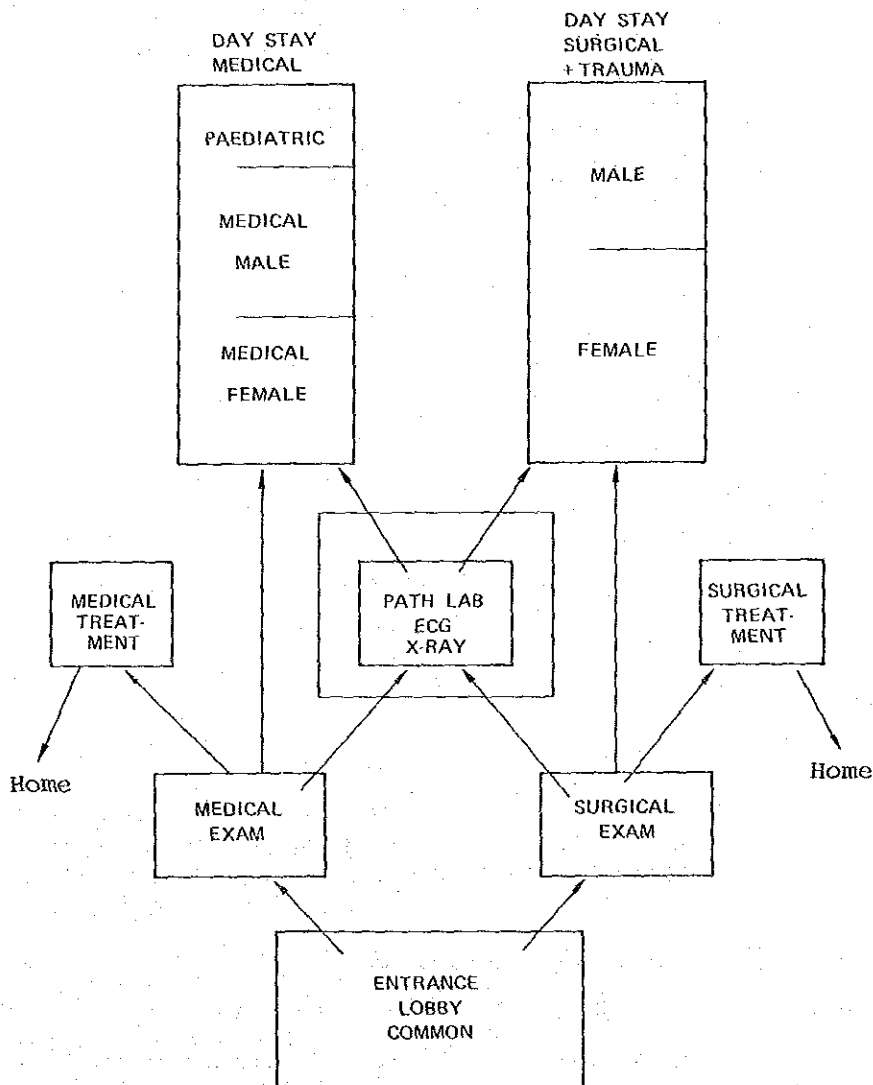 DAY STAY
MEDICAL
DAY STAY
SURGICAL
+ TRAUMA
PAEDIATRIC
MEDICAL
MALE
MEDICAL
FEMALE
MALE
FEMALE
MEDICAL
TREAT-
MENT
PATH LAB
ECG
X-RAY
SURGICAL
TREAT-
MENT
Home
Home
MEDICAL
EXAM
SURGICAL
EXAM
ENTRANCE
LOBBY
COMMON